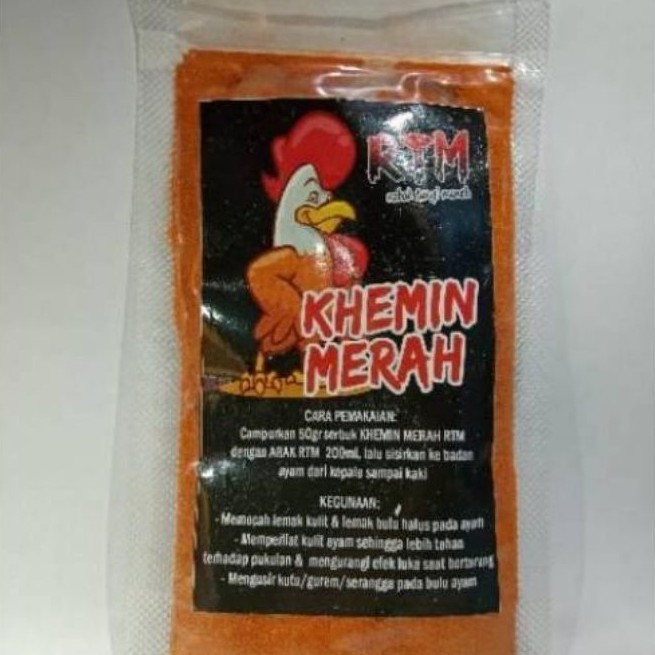 RTM
KHEMIN
MERAH
CARA PEMAKAIAN:
Campurkan 50gr serbuk KHEMIN MERAH RTM
dengan ARAK RTM 200mL lalu sisirkan ke badan
ayam dari kepala sampai kaki
KEGUNAAN:
- Memecah lemak kulit & lemak bulu halus pada ayam
- Memperliat kulit ayam sehingga lebih tahan
terhadap pukulan & mengurangi efek luka saat bertarung
- Mengusir kutu/gurem/serangga pada bulu ayam